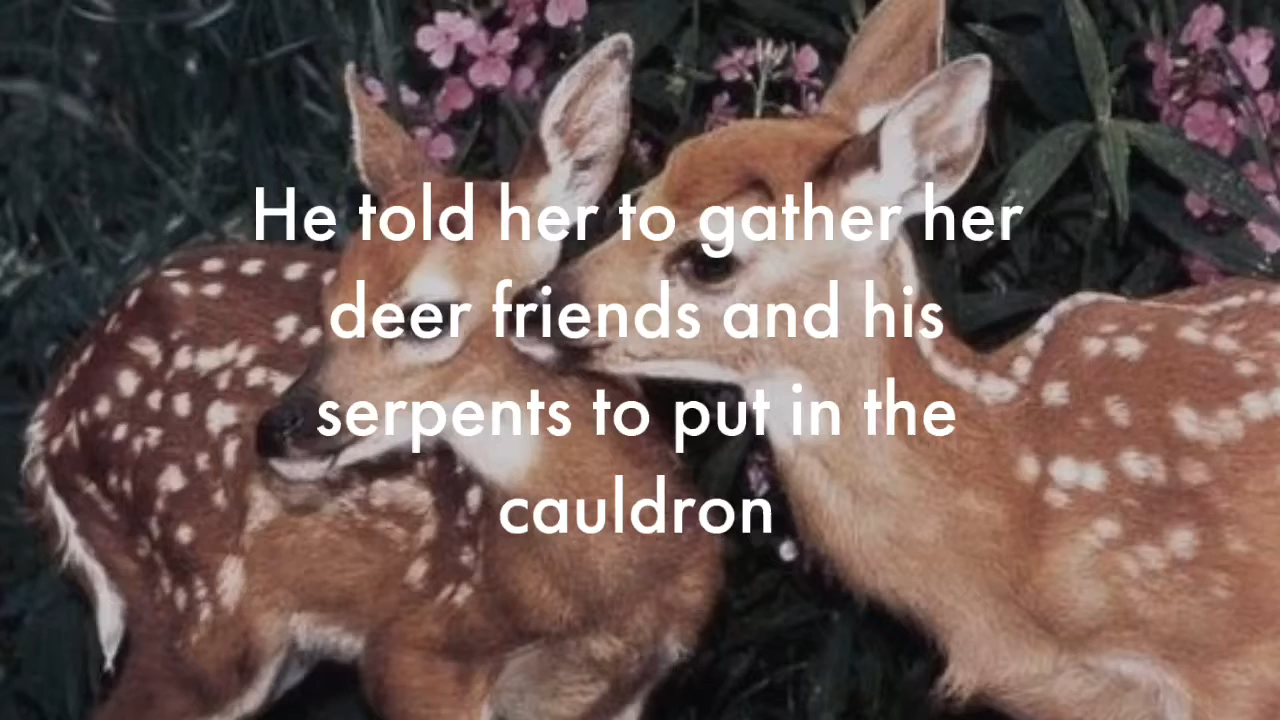 He told her to gather her
deer friends and his
serpents to put in the
cauldron